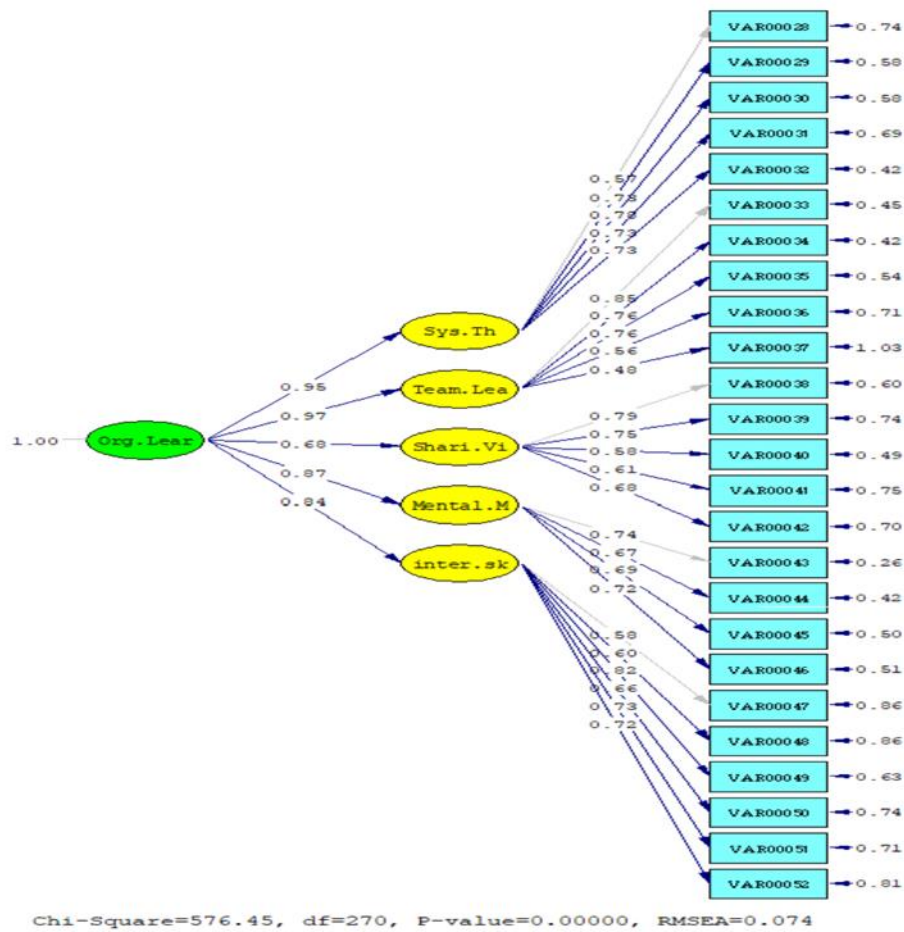 1.00
Org.Lear
0.95
0.97
0.68
0.87
0.84
Sys.Th
Team.Lea
Shari.Vi
Mental.M
inter.sk
0.57
0.78
0.70
0.73
0.73
0.85
0.76
0.76
0.56
0.48
0.79
0.75
0.58
0.61
0.68
0.74
0.67
0.69
0.72
0.58
0.60
0.82
0.66
0.73
0.72
VAR00028 0.74
VAR00029 0.58
VAR00030 0.58
VAR00031 0.69
VAR00032 0.42
VAR00033 0.45
VAR00034 0.42
VAR00035 0.54
VAR00036 0.71
VAR00037 1.03
VAR00038 0.60
VAR00039 0.74
VAR00040 0.49
VAR00041 0.75
VAR00042 0.70
VAR00043 0.26
VAR00044 0.42
VAR00045 0.50
VAR00046 0.51
VAR00047 0.86
VAR00048 0.86
VAR00049 0.63
VAR00050 0.74
VAR00051 0.71
VAR00052 0.81
Chi-Square=576.45, df=270, P-value=0.00000, RMSEA=0.074